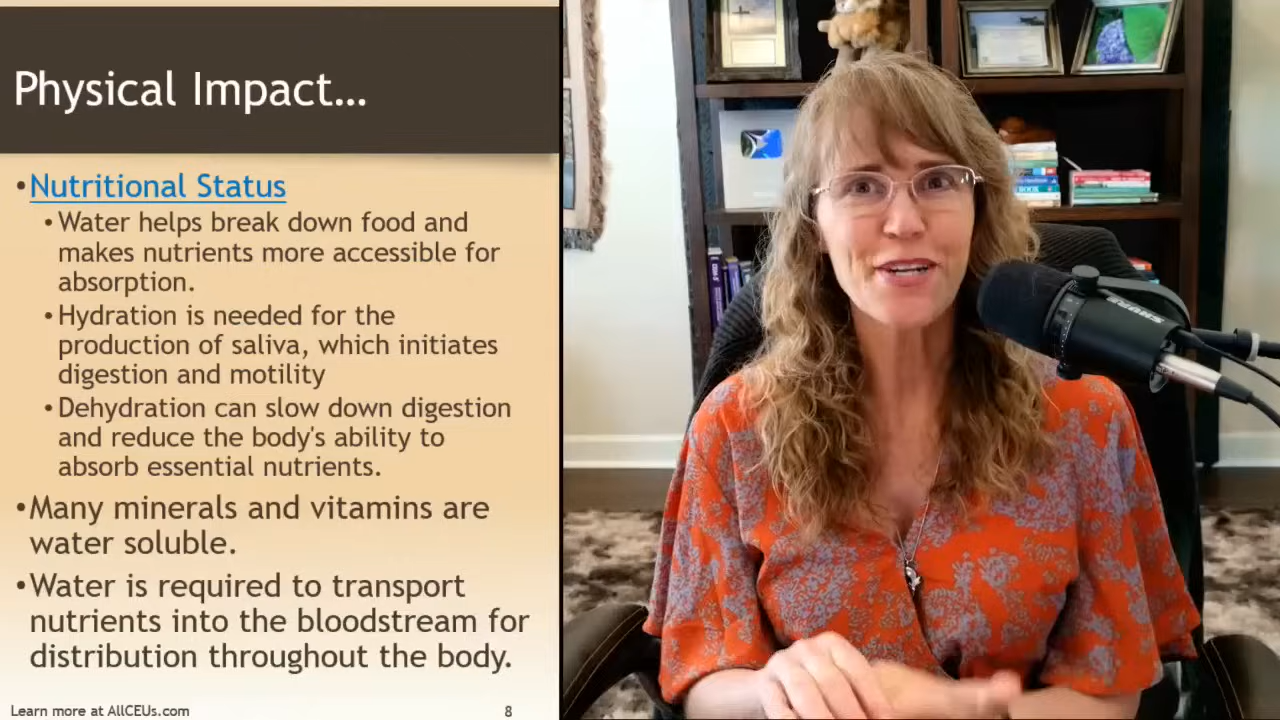 Physical Impact…
•Nutritional Status
•Water helps break down food and
makes nutrients more accessible for
absorption.
•Hydration is needed for the
production of saliva, which initiates
digestion and motility
•Dehydration can slow down digestion
and reduce the body's ability to
absorb essential nutrients.
•Many minerals and vitamins are
water soluble.
•Water is required to transport
nutrients into the bloodstream for
distribution throughout the body.
Learn more at AllCEUs.com
8
SHURE